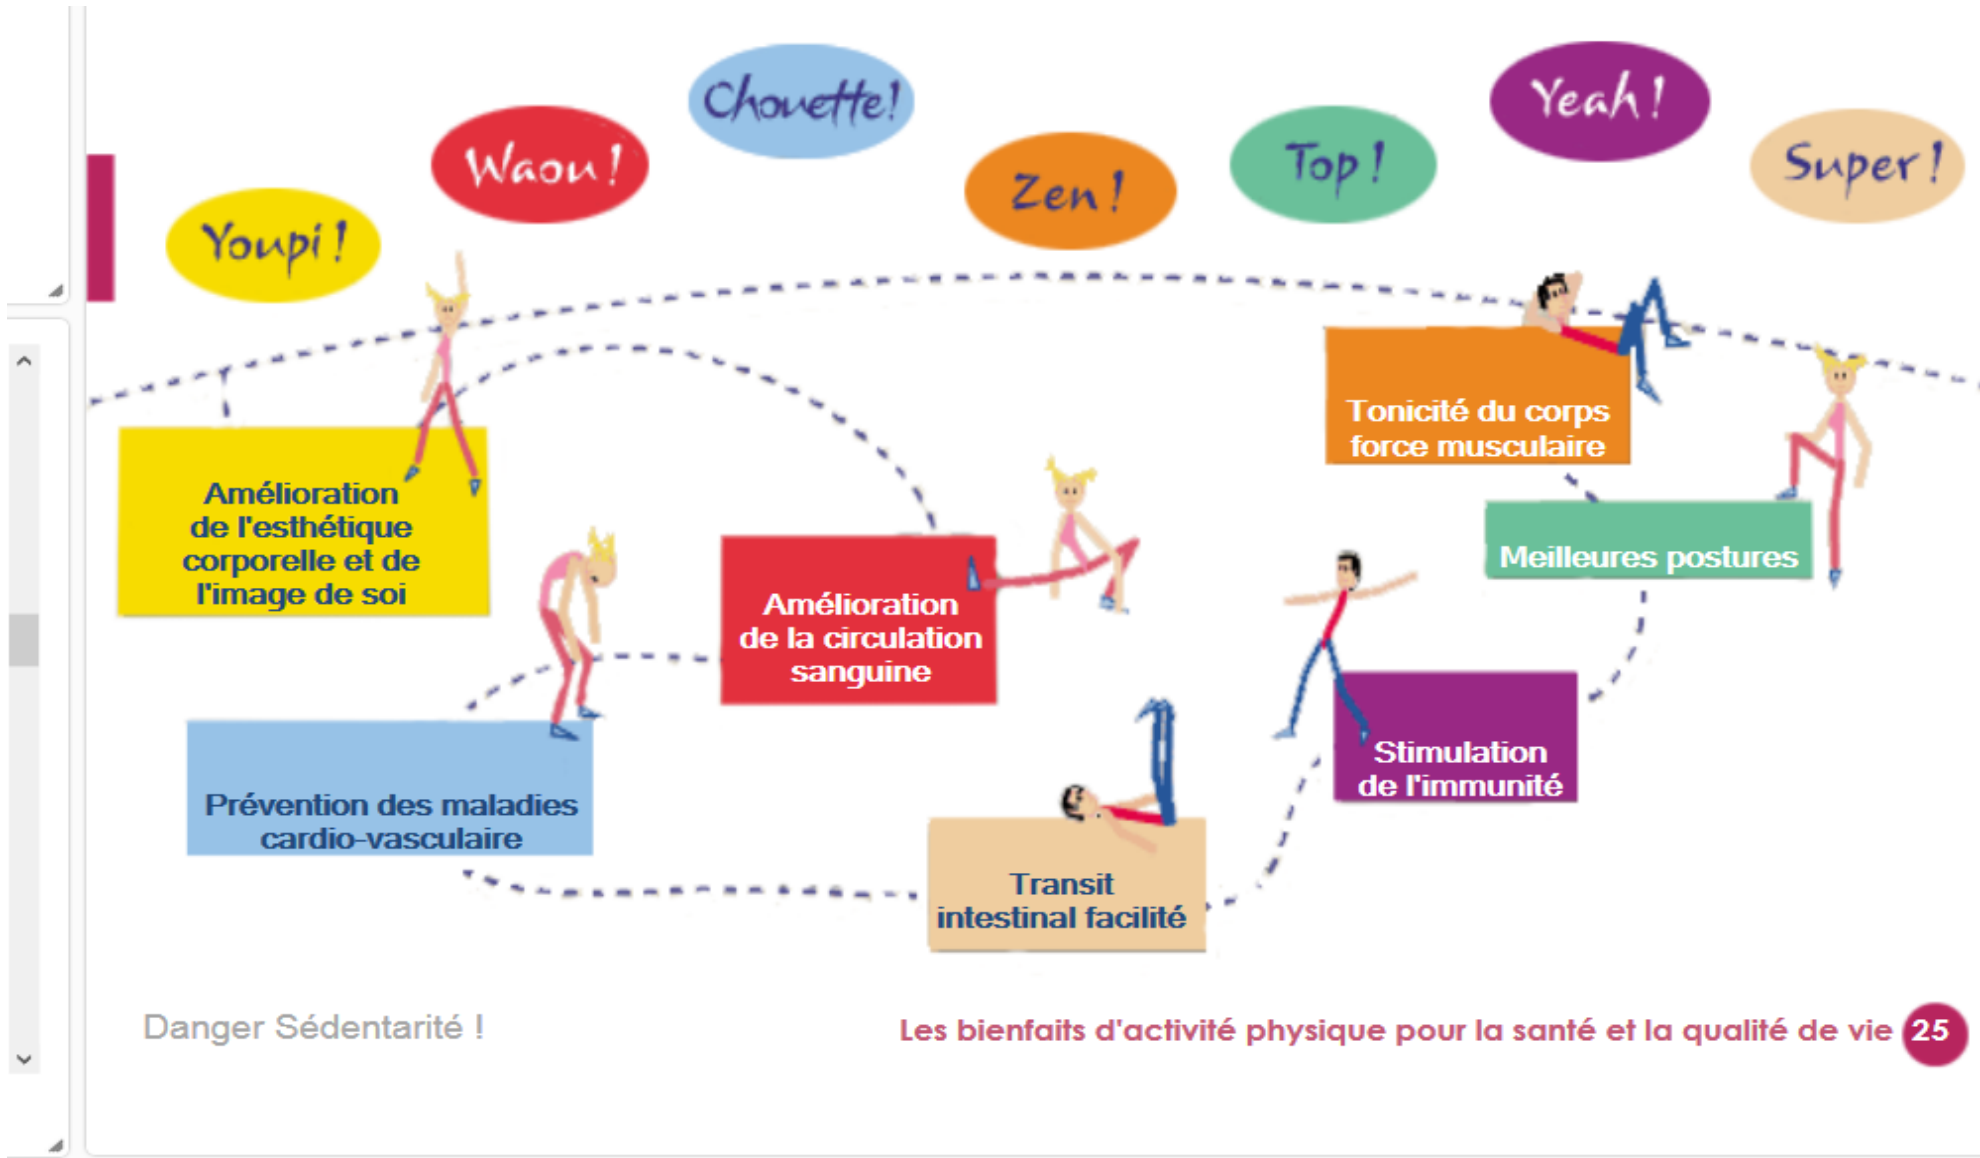 Youpi !
Waou !
Chouette !
Zen !
Top !
Yeah !
Super !
Amélioration
de l'esthétique
corporelle et de
l'image de soi
Amélioration
de la circulation
sanguine
Tonicité du corps
force musculaire
Meilleures postures
Prévention des maladies
cardio-vasculaire
Stimulation
de l'immunité
Transit
intestinal facilité
Danger Sédentarité !
Les bienfaits d'activité physique pour la santé et la qualité de vie 25